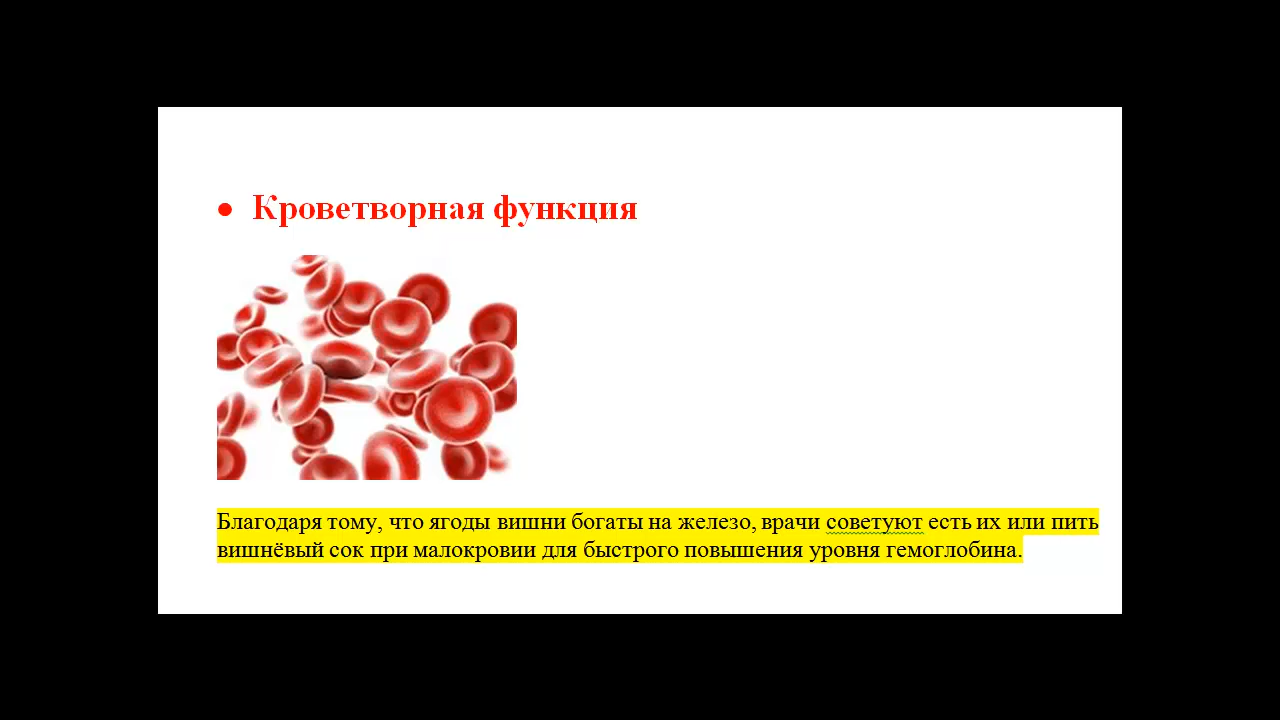 • Кроветворная функция
Благодаря тому, что ягоды вишни богаты на железо, врачи советуют есть их или пить
вишнёвый сок при малокровии для быстрого повышения уровня гемоглобина.